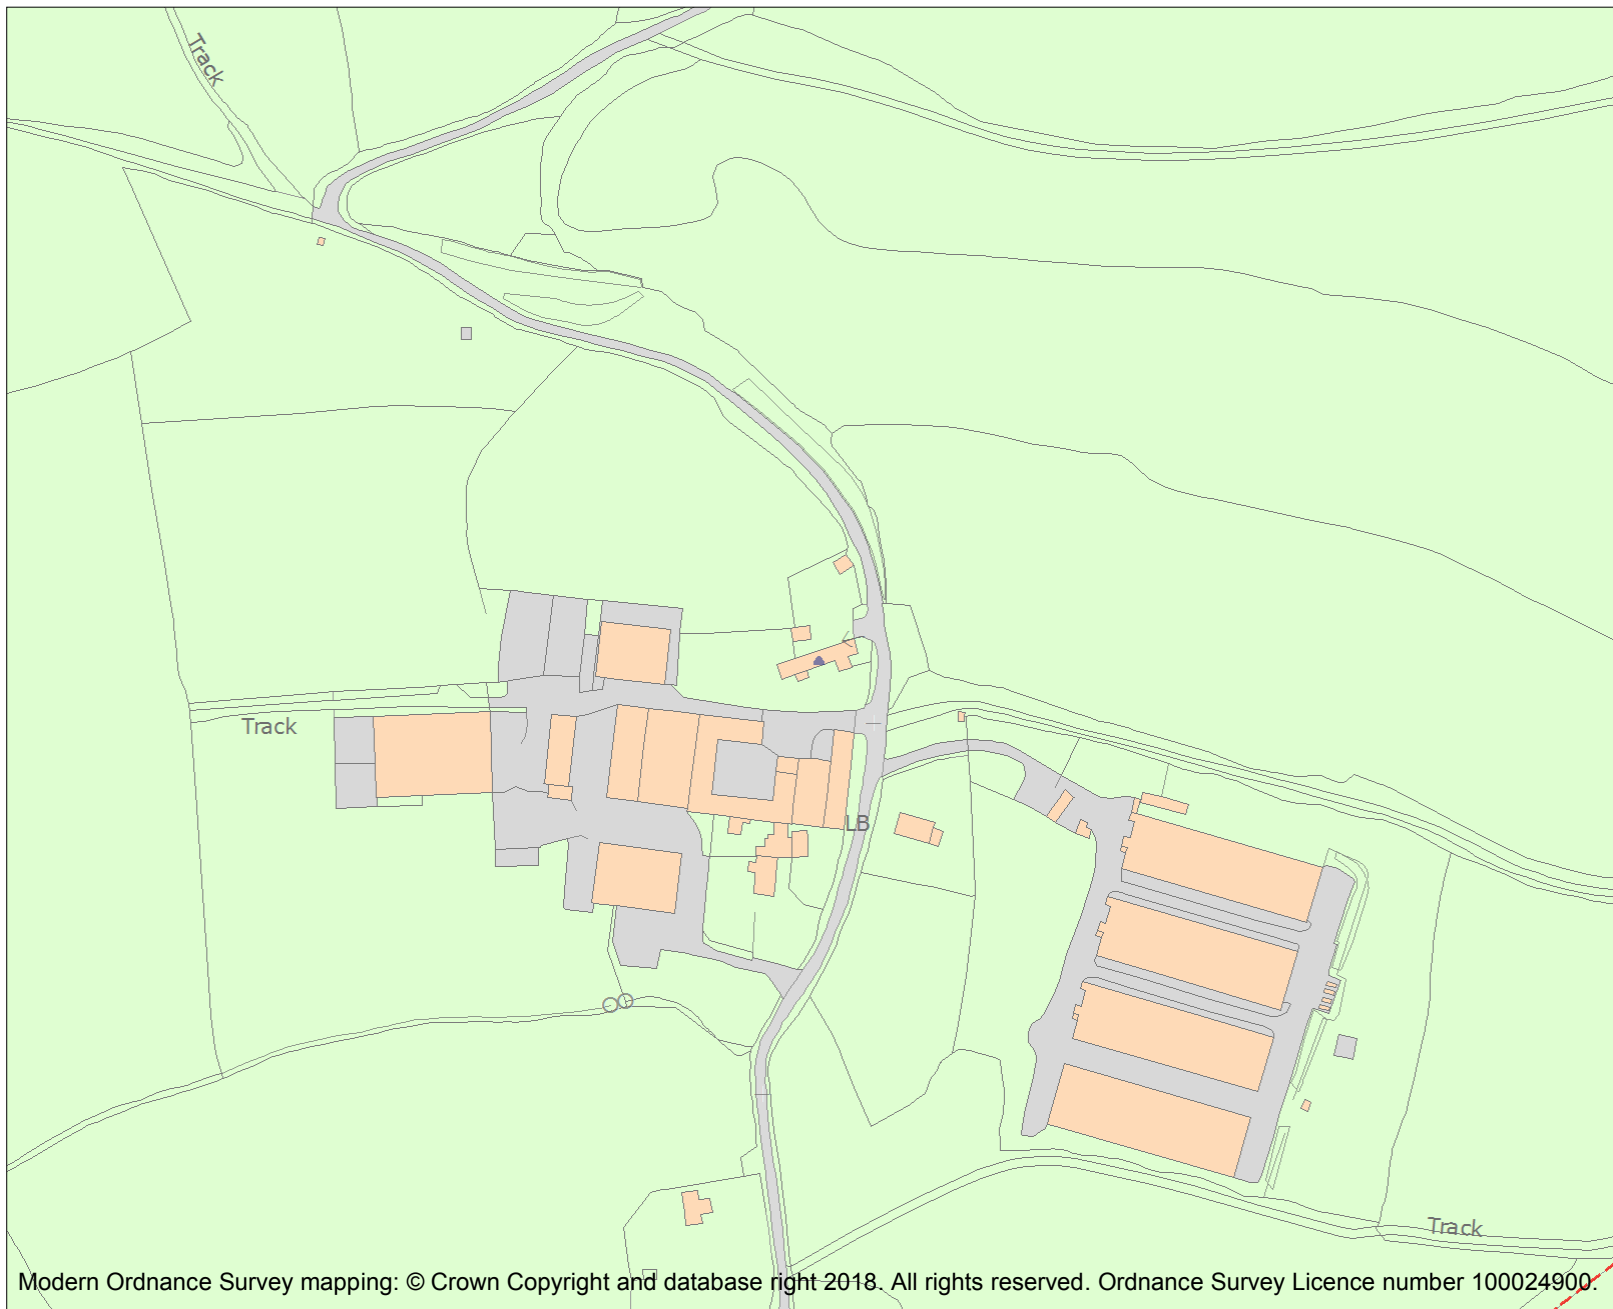 Track
Track
LB
Track
Modern Ordnance Survey mapping: © Crown Copyright and database right 2018. All rights reserved. Ordnance Survey Licence number 100024900.